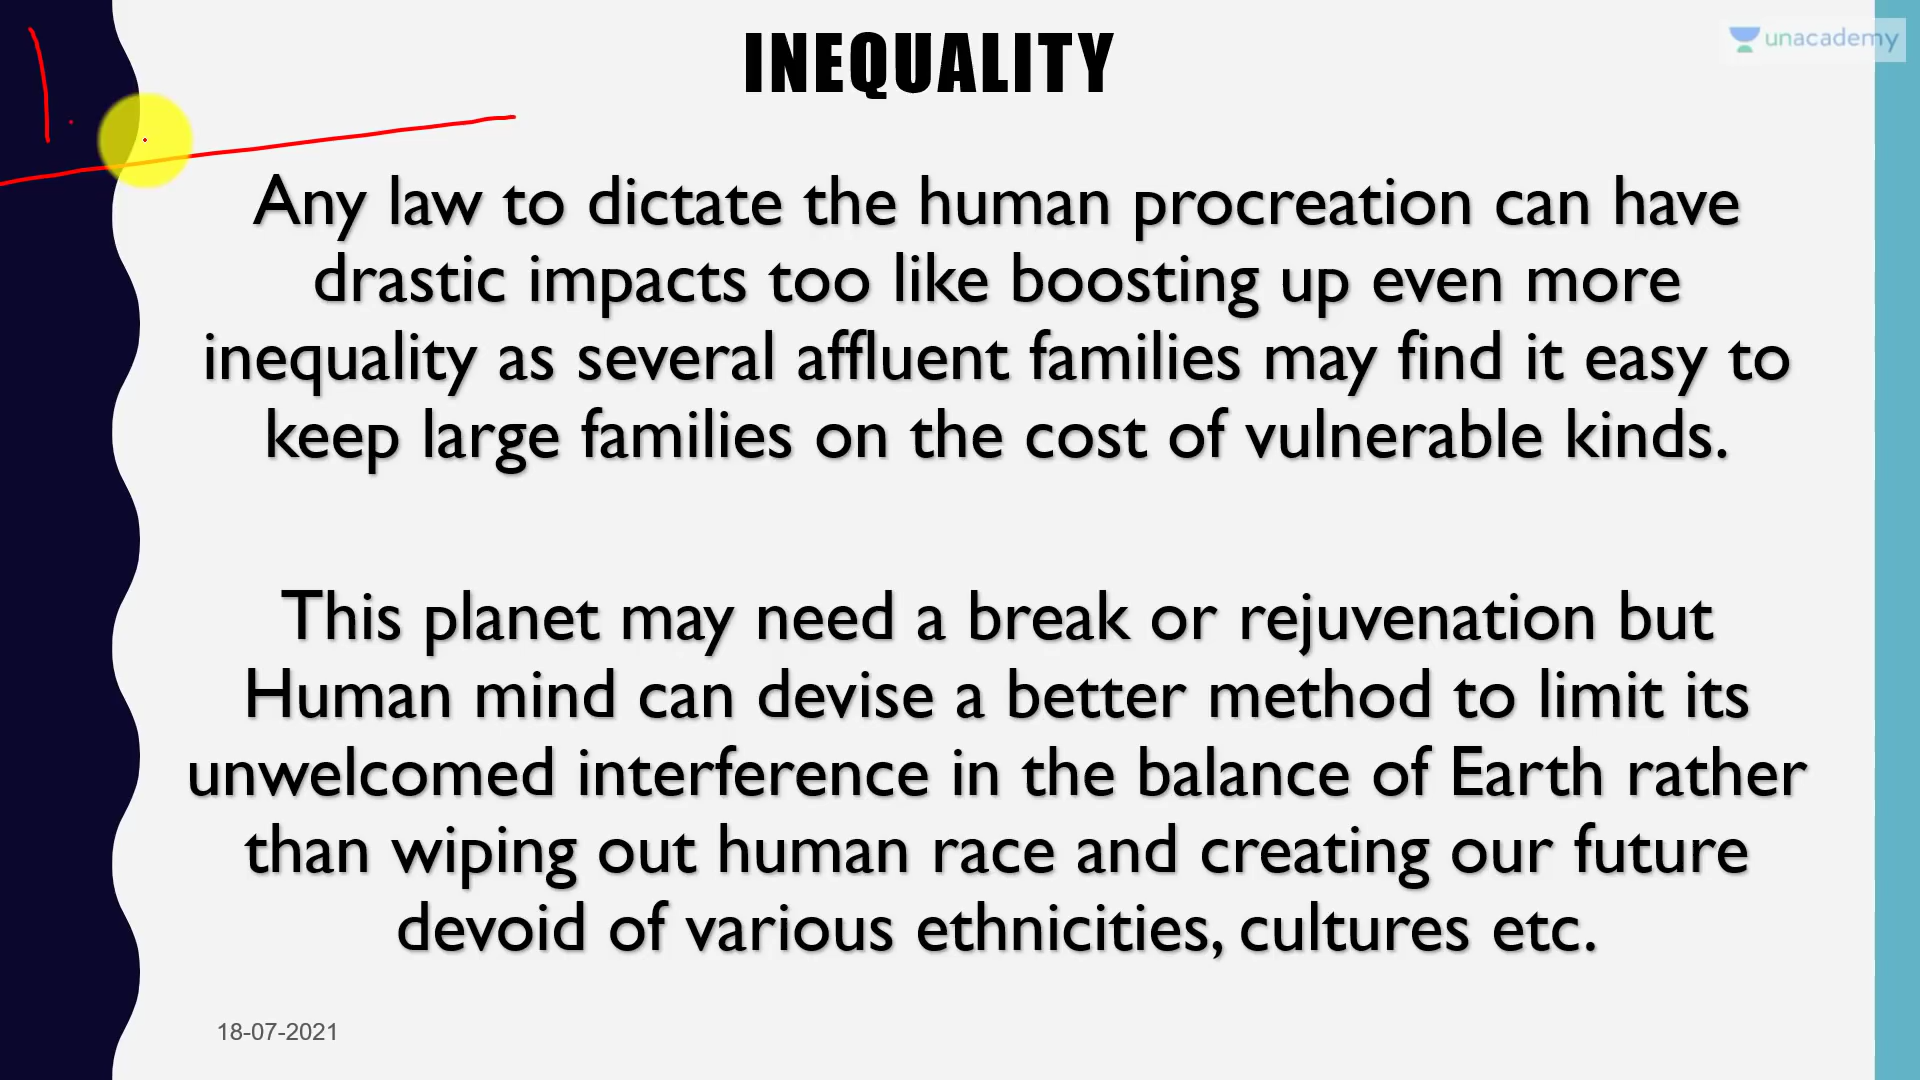 INEQUALITY
unacademy
Any law to dictate the human procreation can have
drastic impacts too like boosting up even more
inequality as several affluent families may find it easy to
keep large families on the cost of vulnerable kinds.
This planet may need a break or rejuvenation but
Human mind can devise a better method to limit its
unwelcomed interference in the balance of Earth rather
than wiping out human race and creating our future
devoid of various ethnicities, cultures etc.
18-07-2021